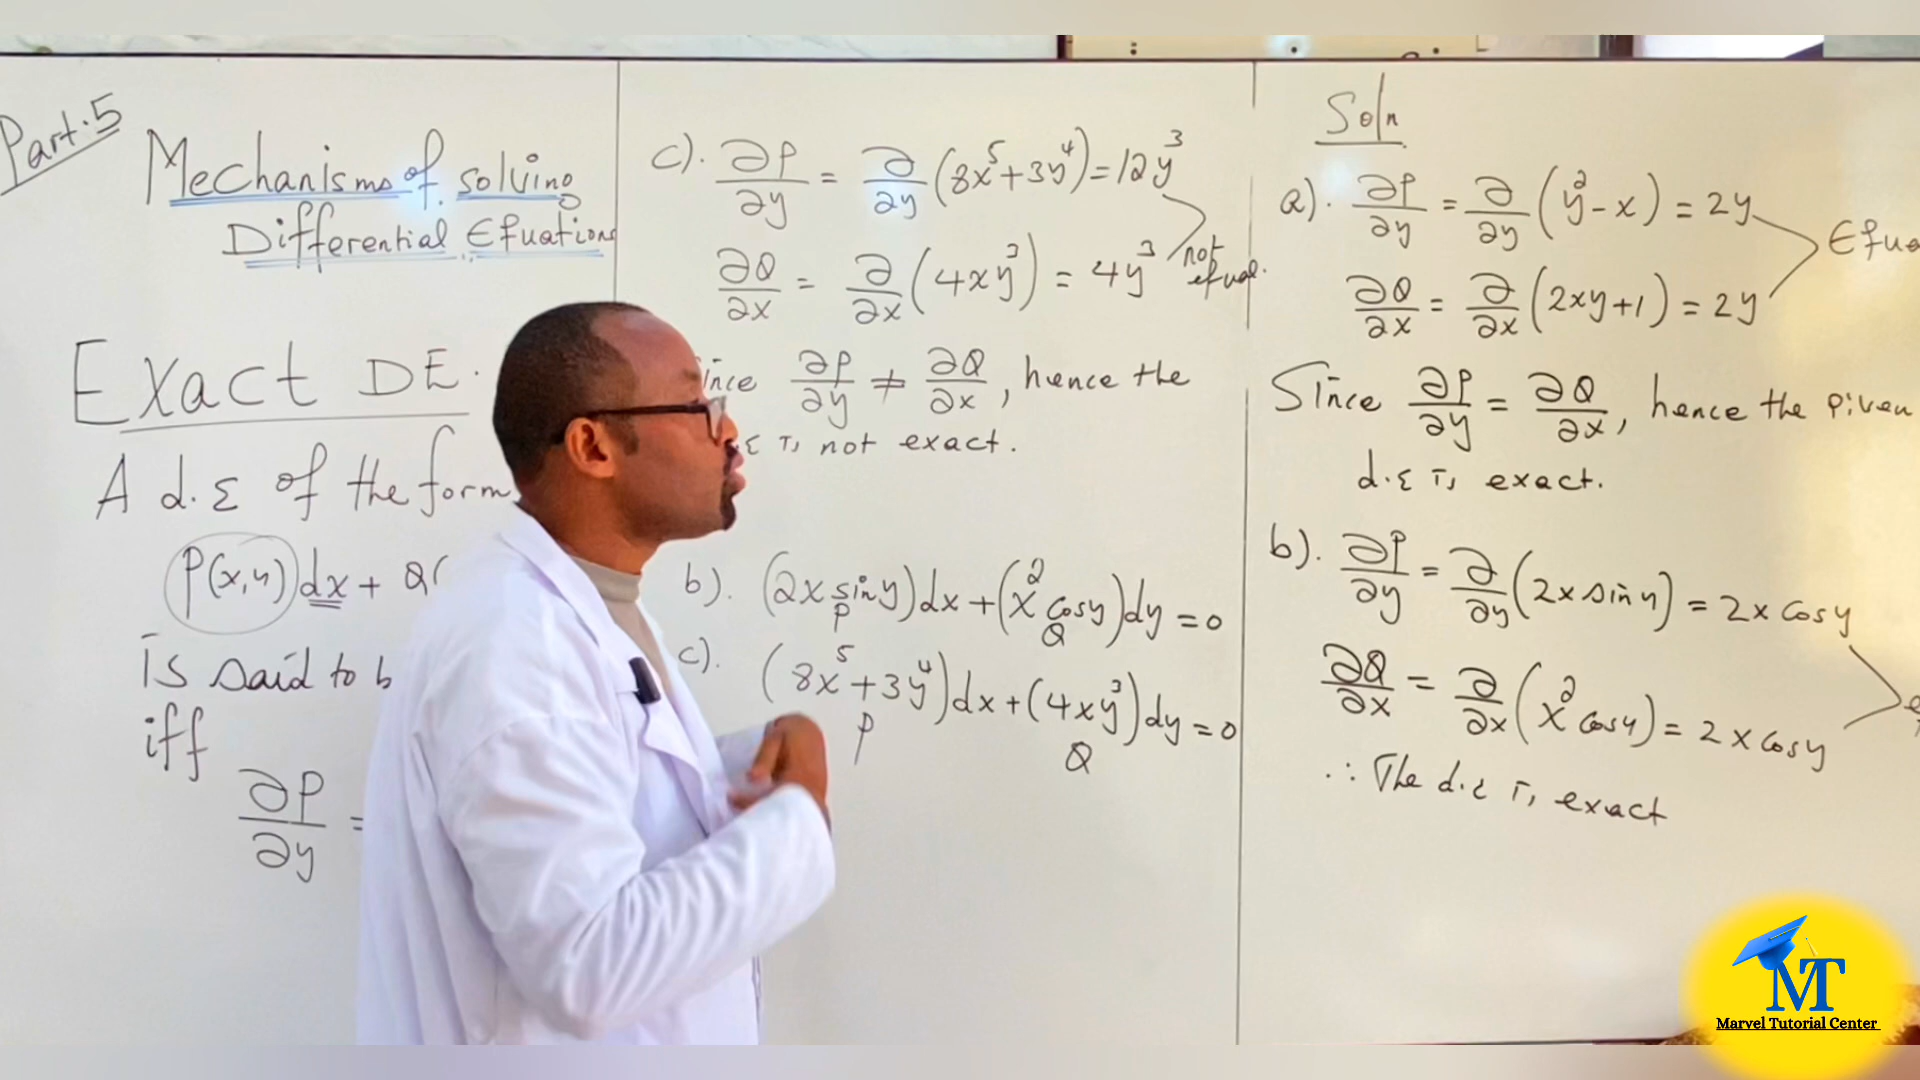 Part.5
Mechanisms of solving
Differential Equations
Exact DE.
A d.ε of the form
P(x,y)dx + Q(
is said to b
iff
∂P/∂y =
c). ∂P/∂y = ∂/∂y (8x⁵+3y⁴) = 12y³
∂Q/∂x = ∂/∂x (4xy³) = 4y³
not
equal.
ince ∂P/∂y ≠ ∂Q/∂x, hence the
ε is not exact.
b). (2x sin y)dx + (x² cos y)dy = 0
P Q
c). (8x⁵+3y⁴)dx + (4xy³)dy = 0
P Q
Soln
a). ∂P/∂y = ∂/∂y (y²-x) = 2y
Equa
∂Q/∂x = ∂/∂x (2xy+1) = 2y
Since ∂P/∂y = ∂Q/∂x, hence the given
d.ε is exact.
b). ∂P/∂y = ∂/∂y (2x sin y) = 2x cos y
∂Q/∂x = ∂/∂x (x² cos y) = 2x cos y
∴ The d.ε is exact
MT
Marvel Tutorial Center